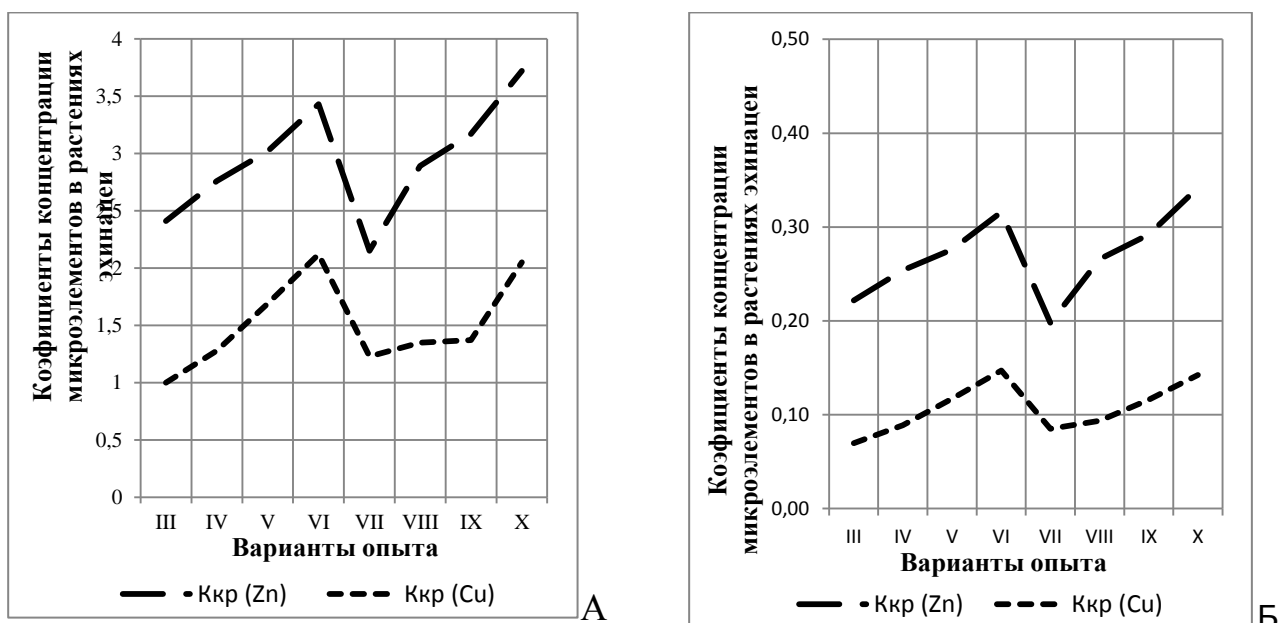 Коэфициенты концентрации
микроэлементов в растениях
эхинацеи
4
3,5
3
2,5
2
1,5
1
0,5
0
III IV V VI VII VIII IX X
Варианты опыта
Ккр (Zn) Ккр (Cu)
А
Коэфициенты концентрации
микроэлементов в растениях эхинацеи
0,50
0,40
0,30
0,20
0,10
0,00
III IV V VI VII VIII IX X
Варианты опыта
Ккр (Zn) Ккр (Cu)
Б